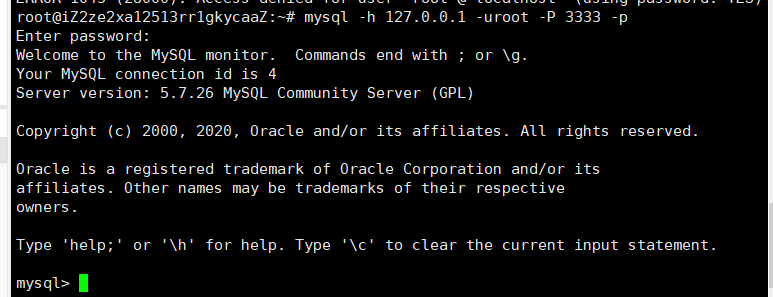 root@iZ2ze2xa12513rr1gkycaaZ:~# mysql -h 127.0.0.1 -uroot -P 3333 -p
Enter password:
Welcome to the MySQL monitor.  Commands end with ; or \g.
Your MySQL connection id is 4
Server version: 5.7.26 MySQL Community Server (GPL)

Copyright (c) 2000, 2020, Oracle and/or its affiliates. All rights reserved.

Oracle is a registered trademark of Oracle Corporation and/or its
affiliates. Other names may be trademarks of their respective
owners.

Type 'help;' or '\h' for help. Type '\c' to clear the current input statement.

mysql>